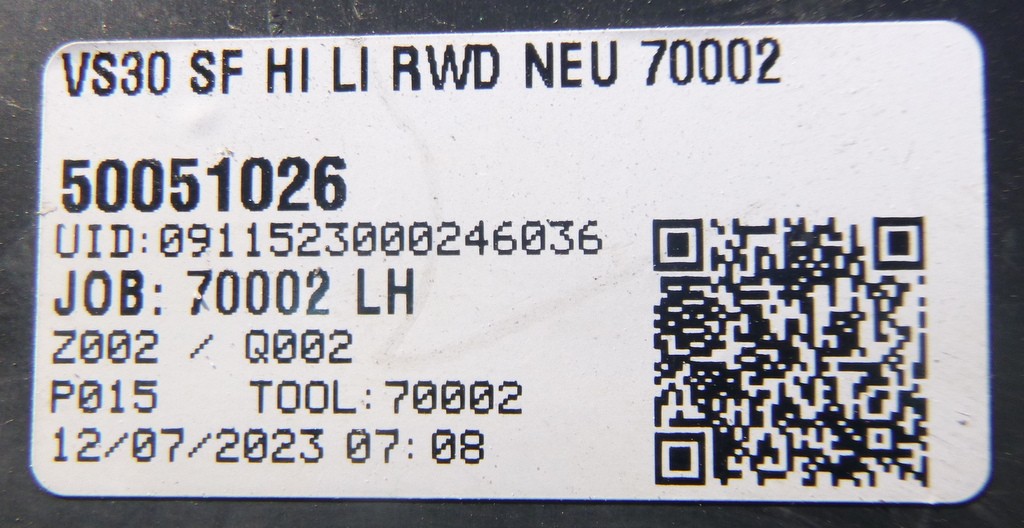 VS30 SF HI LI RWD NEU 70002
50051026
UID:0911523000246036
JOB: 70002 LH
Z002 / Q002
P015 TOOL:70002
12/07/2023 07:08